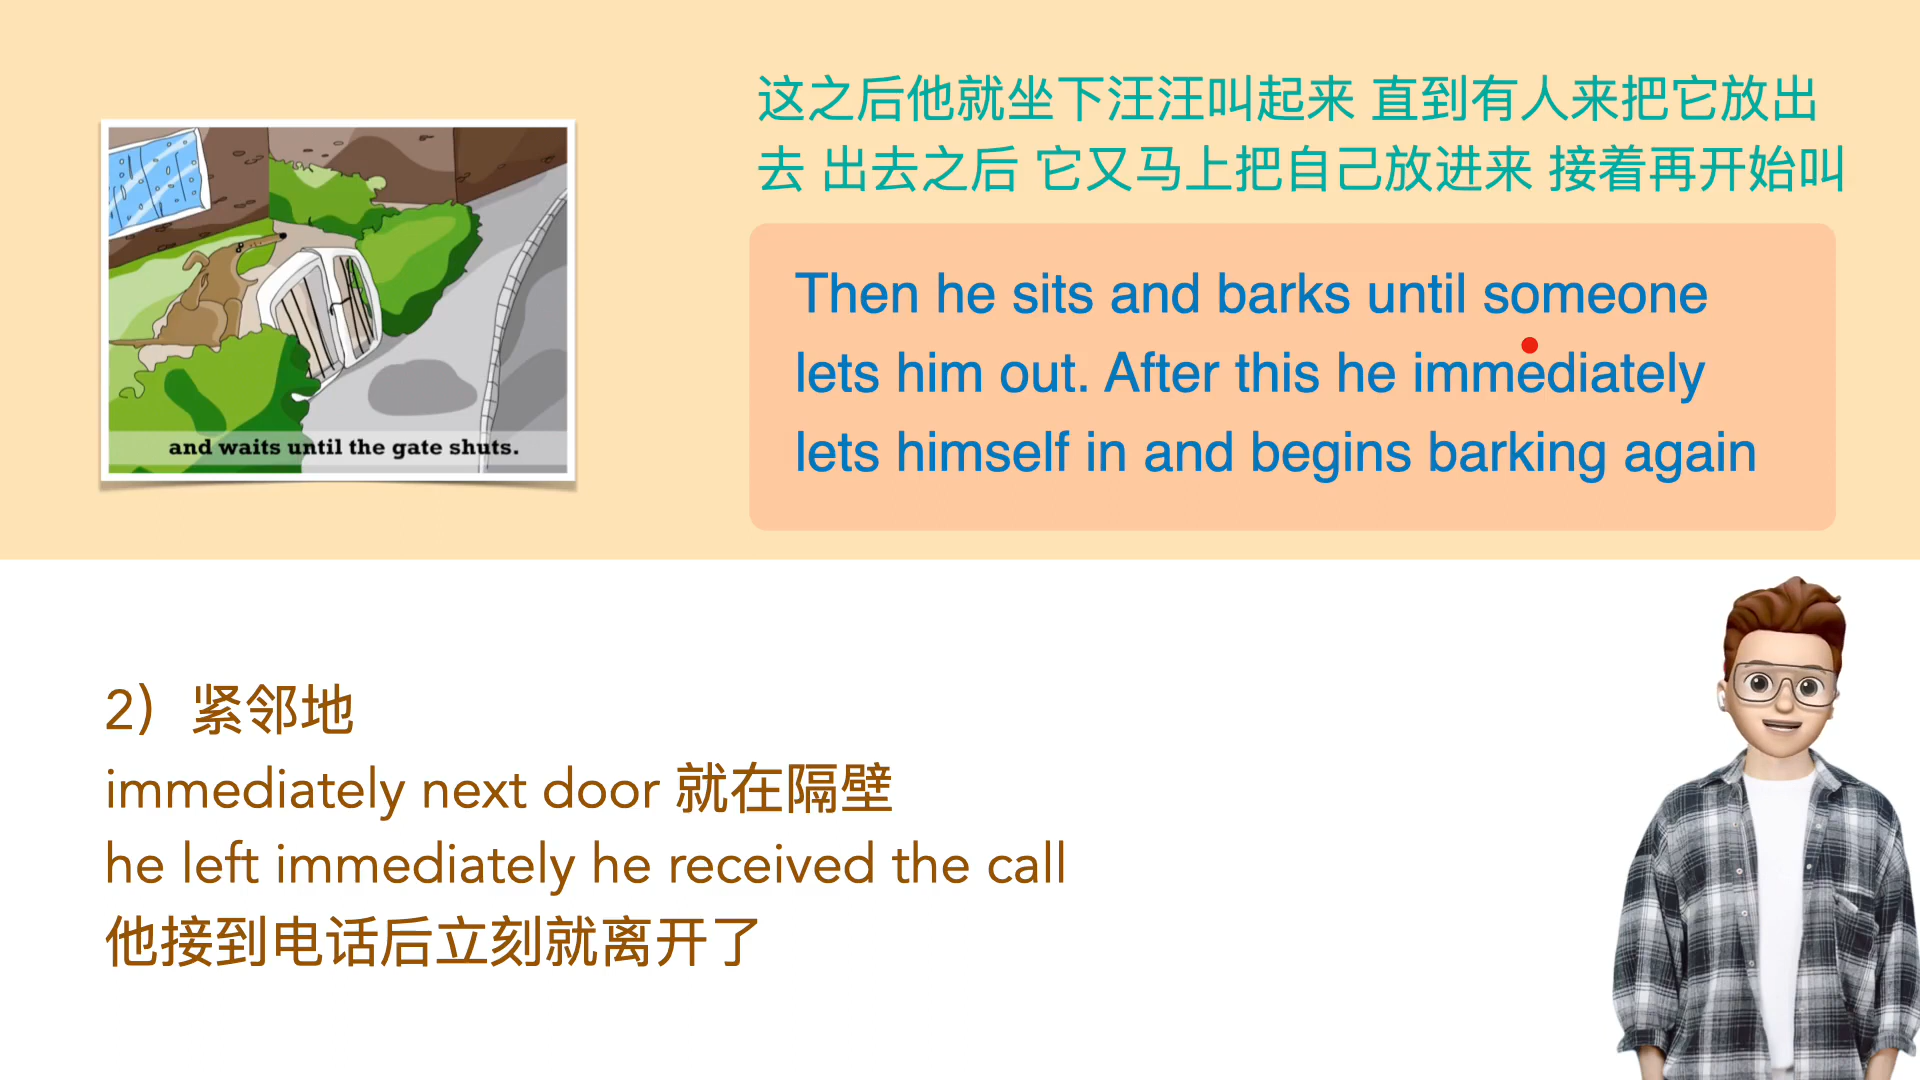 这之后他就坐下汪汪叫起来 直到有人来把它放出
去 出去之后 它又马上把自己放进来 接着再开始叫
and waits until the gate shuts.
Then he sits and barks until someone
lets him out. After this he immediately
lets himself in and begins barking again
2）紧邻地
immediately next door 就在隔壁
he left immediately he received the call
他接到电话后立刻就离开了